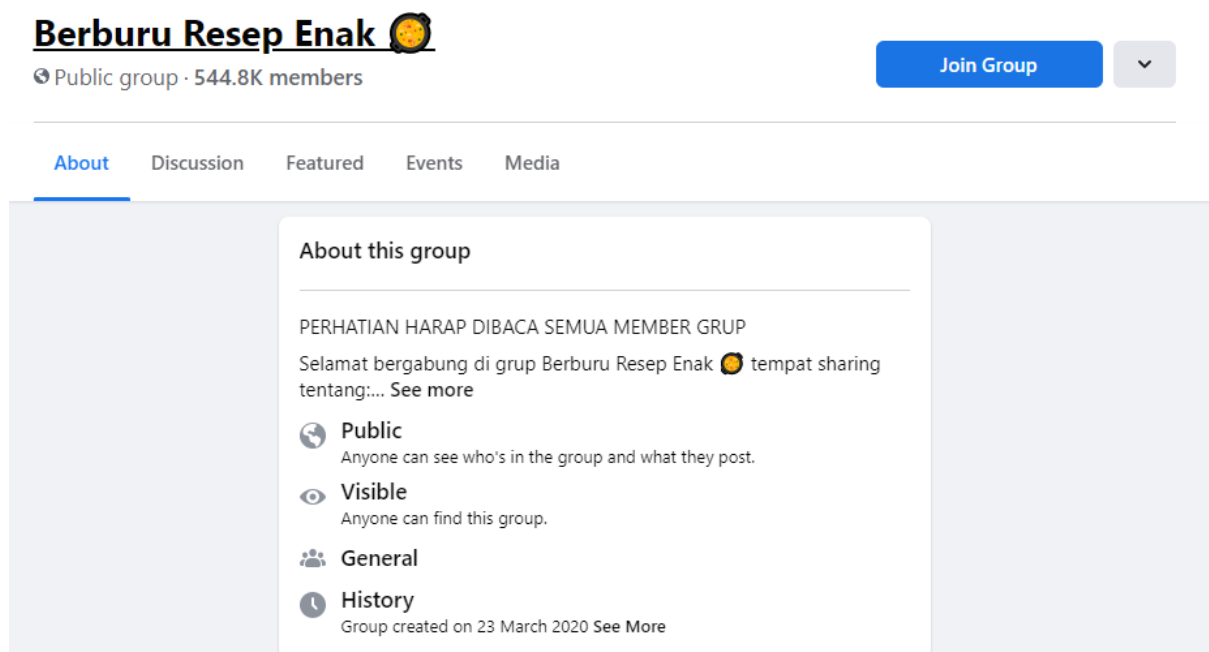 Berburu Resep Enak 🥘
Public group · 544.8K members
Join Group
About Discussion Featured Events Media
About this group
PERHATIAN HARAP DIBACA SEMUA MEMBER GRUP
Selamat bergabung di grup Berburu Resep Enak 🥘 tempat sharing
tentang:... See more
Public
Anyone can see who's in the group and what they post.
Visible
Anyone can find this group.
General
History
Group created on 23 March 2020 See More